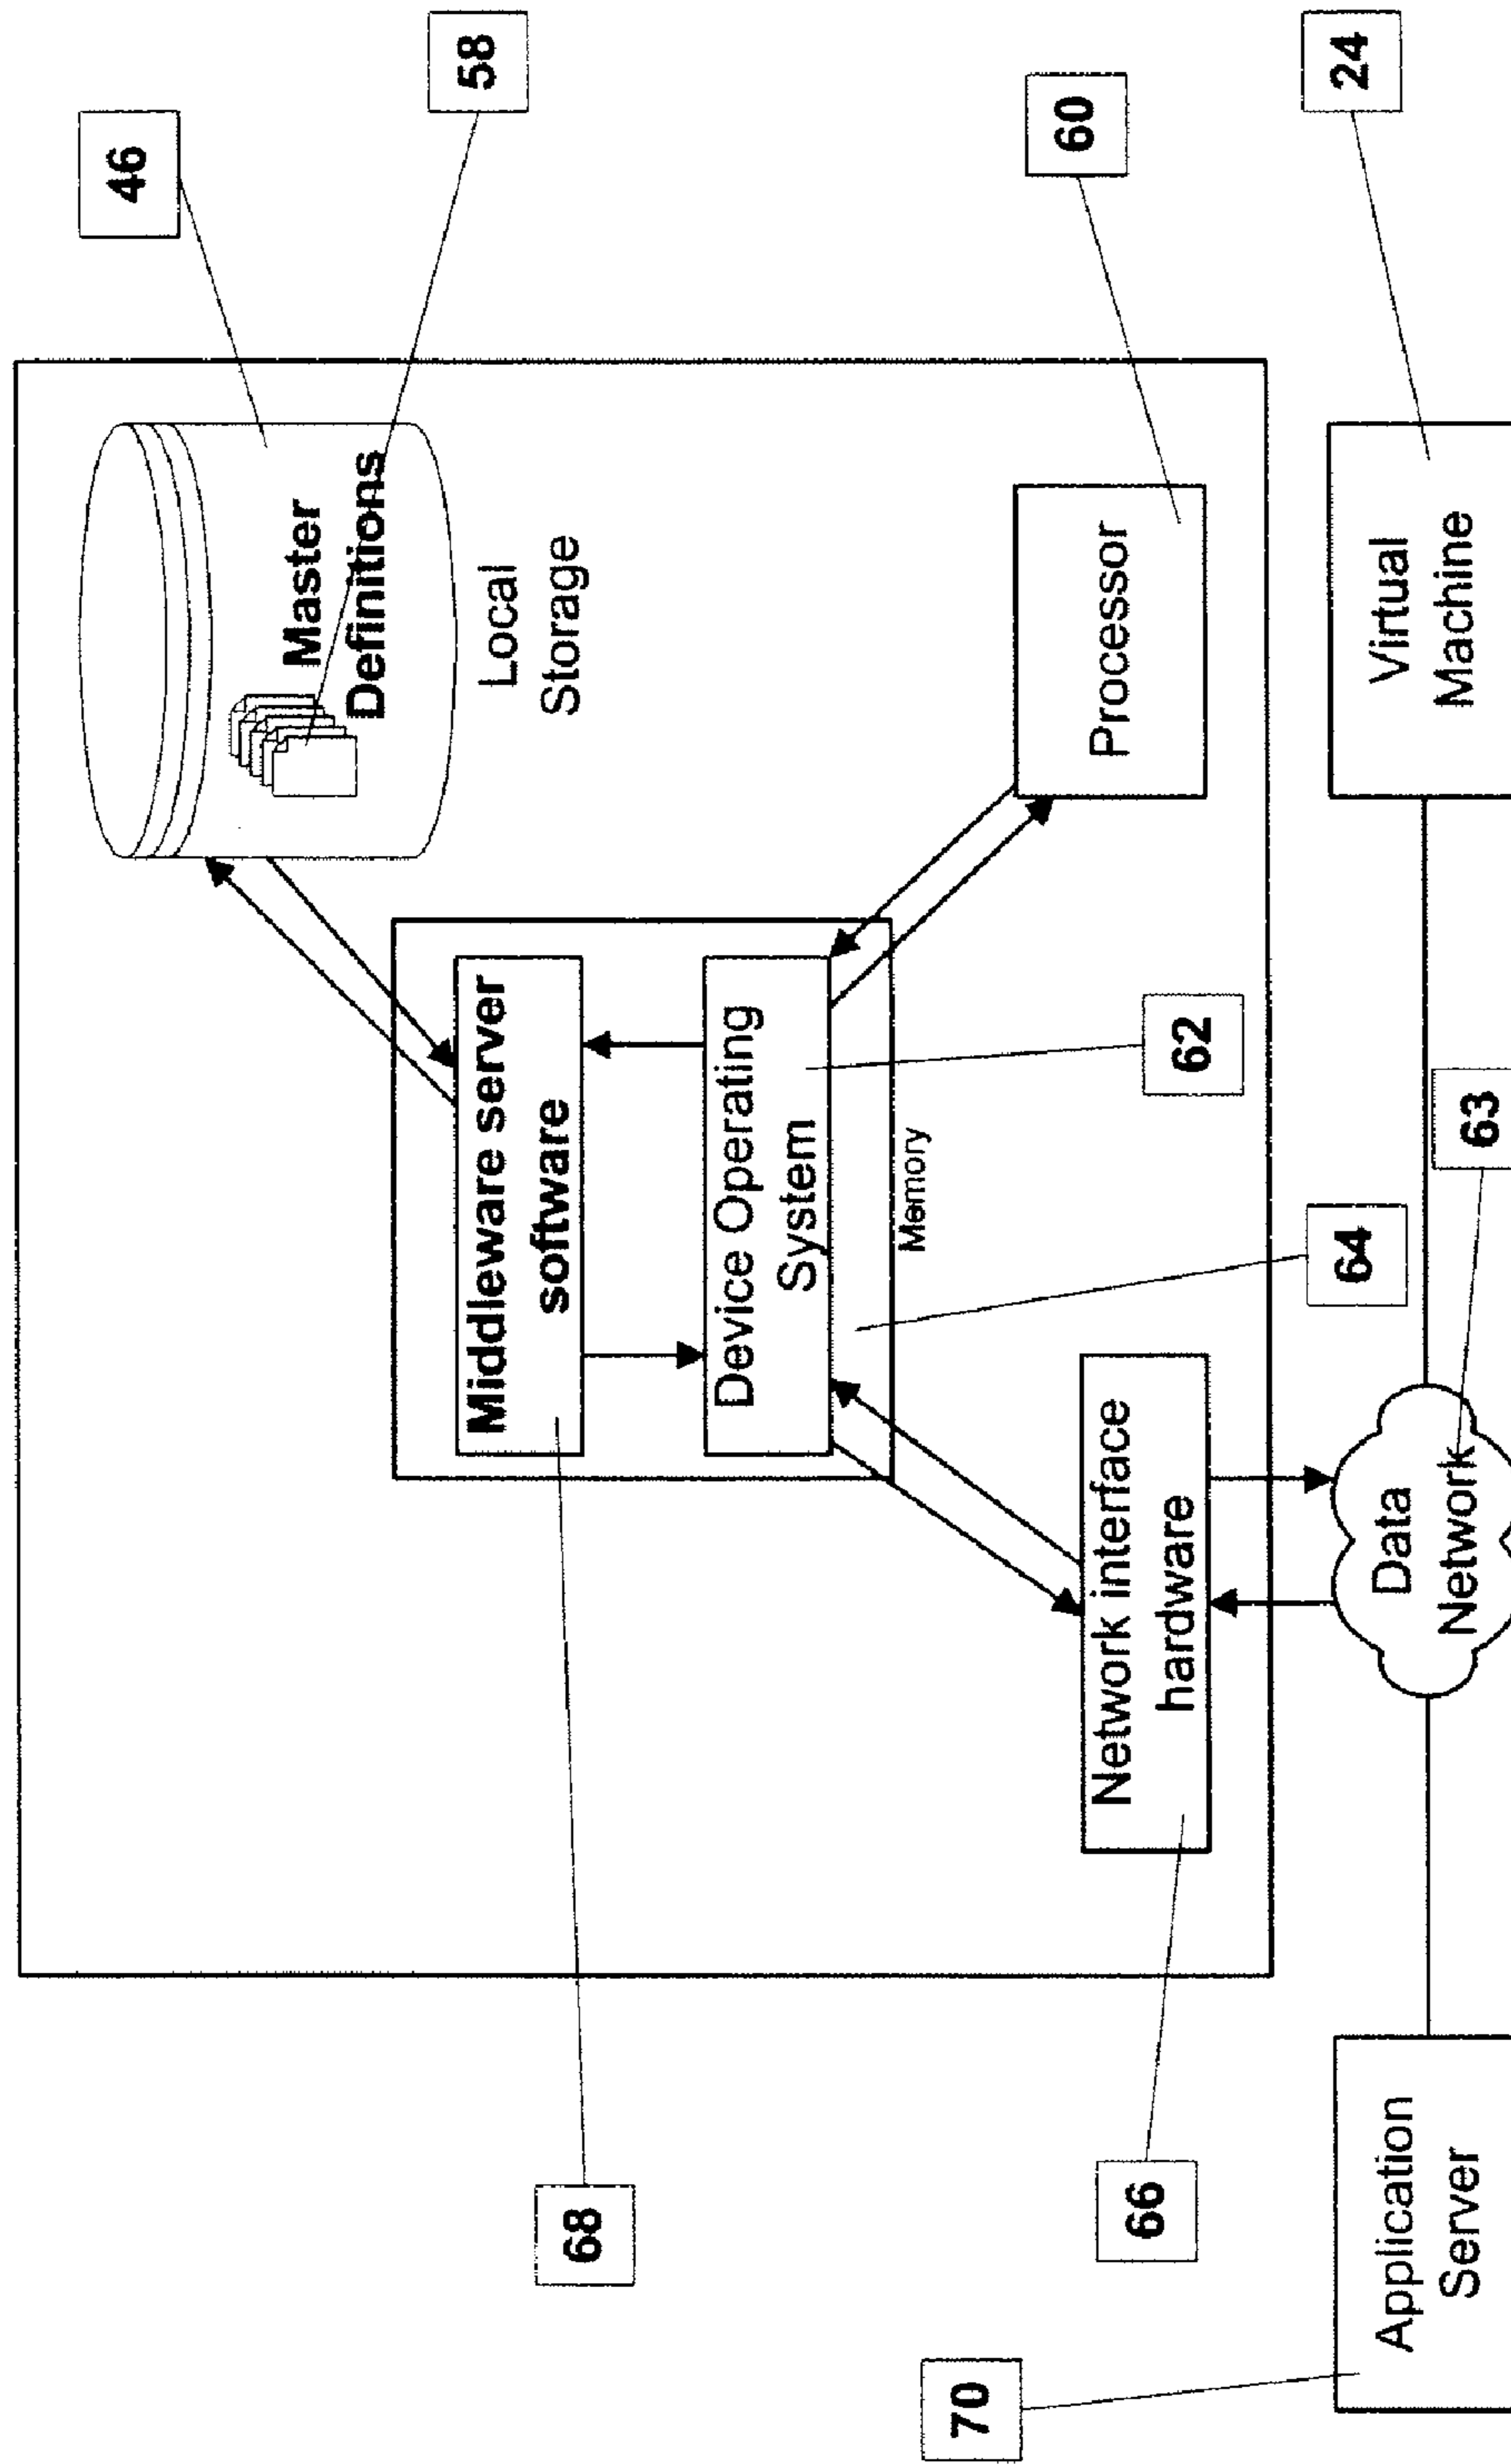 46
58
Master
Definitions
Local
Storage
Middleware server
software
68
Device Operating
System
62
Memory
64
Processor
60
Network interface
hardware
66
70
Application
Server
Data
Network
63
Virtual
Machine
24